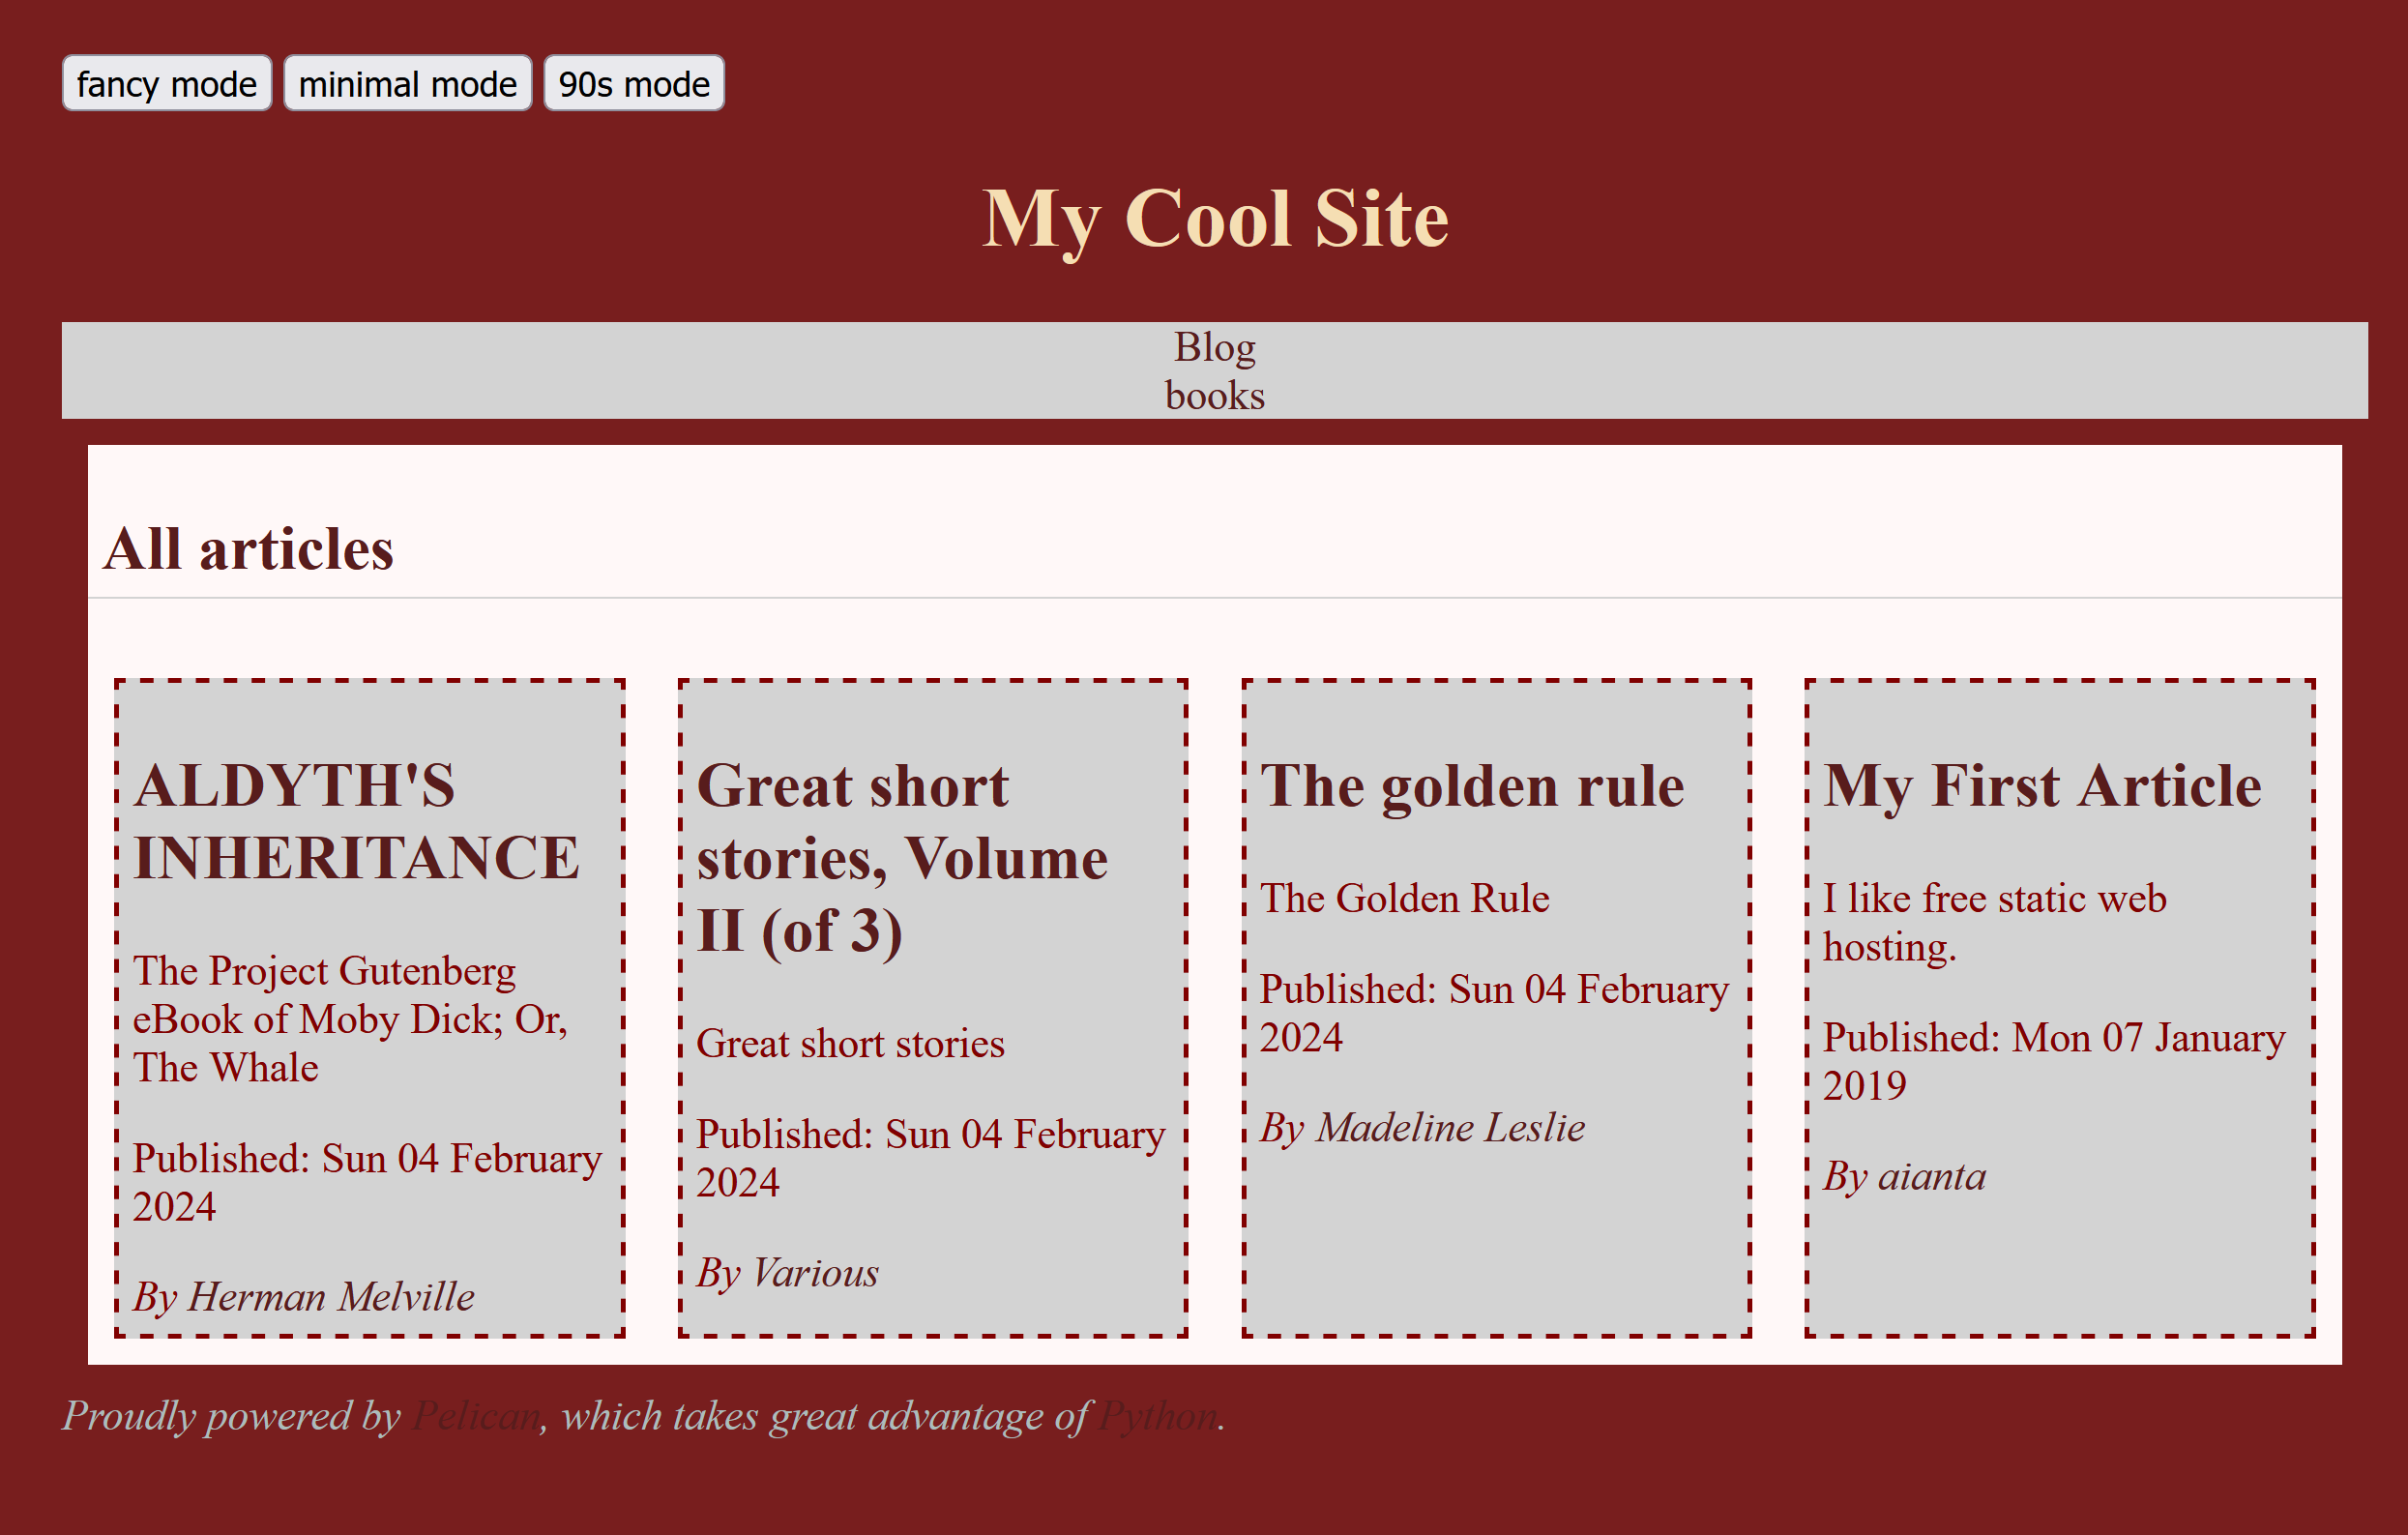 fancy mode minimal mode 90s mode
My Cool Site
Blog
books
All articles
ALDYTH'S
INHERITANCE
The Project Gutenberg
eBook of Moby Dick; Or,
The Whale
Published: Sun 04 February
2024
By Herman Melville
Great short
stories, Volume
II (of 3)
Great short stories
Published: Sun 04 February
2024
By Various
The golden rule
The Golden Rule
Published: Sun 04 February
2024
By Madeline Leslie
My First Article
I like free static web
hosting.
Published: Mon 07 January
2019
By aianta
Proudly powered by Pelican, which takes great advantage of Python.